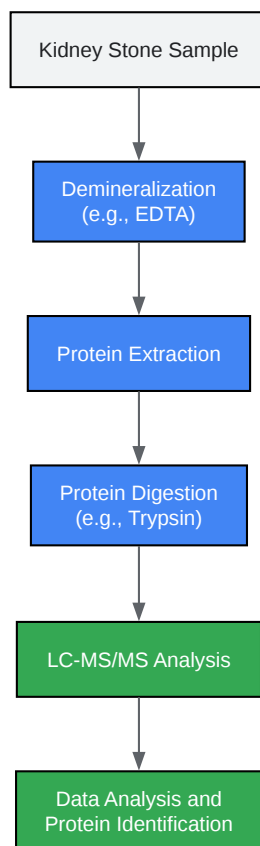 Kidney Stone Sample
Demineralization
(e.g., EDTA)
Protein Extraction
Protein Digestion
(e.g., Trypsin)
LC-MS/MS Analysis
Data Analysis and
Protein Identification